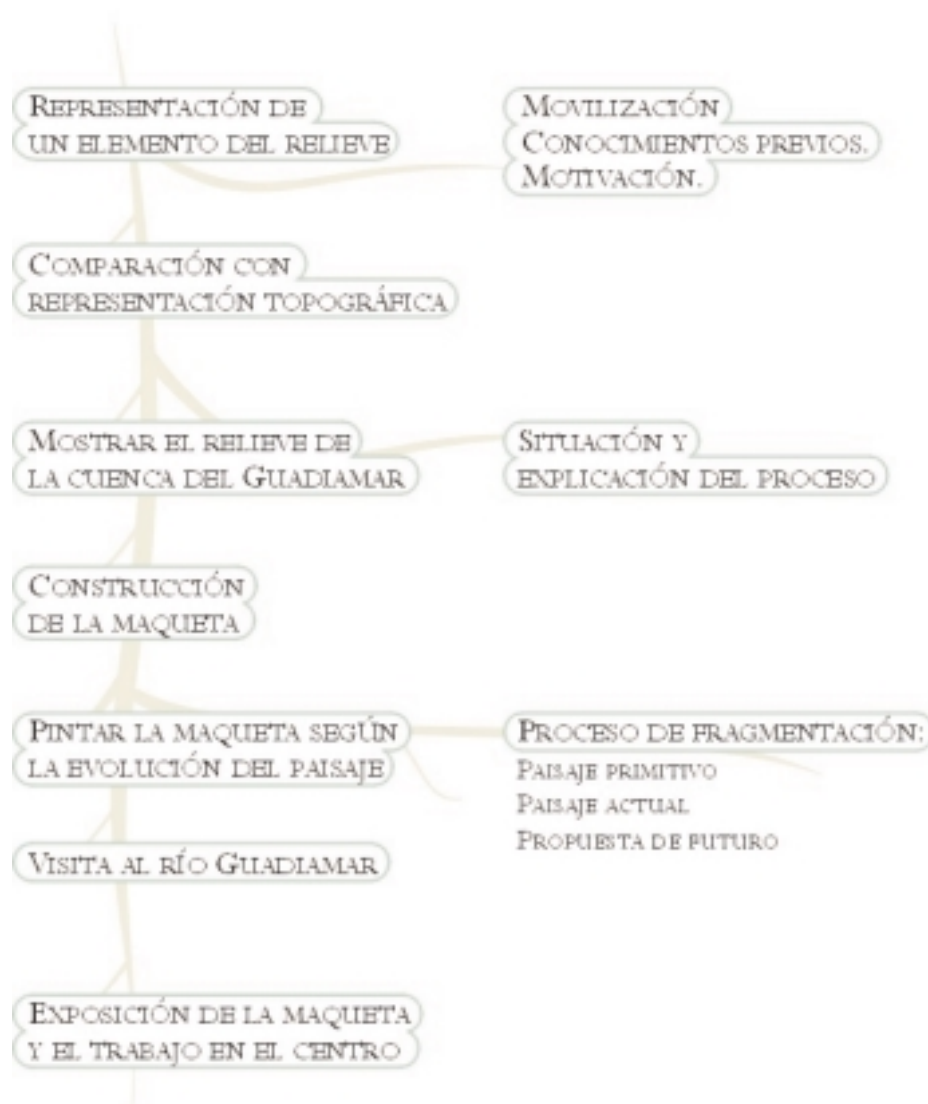 Representación de
un elemento del relieve
Movilización
Conocimientos previos.
Motivación.
Comparación con
representación topográfica
Mostrar el relieve de
la cuenca del Guadiamar
Situación y
explicación del proceso
Construcción
de la maqueta
Pintar la maqueta según
la evolución del paisaje
Proceso de fragmentación:
Paisaje primitivo
Paisaje actual
Propuesta de futuro
Visita al río Guadiamar
Exposición de la maqueta
y el trabajo en el centro